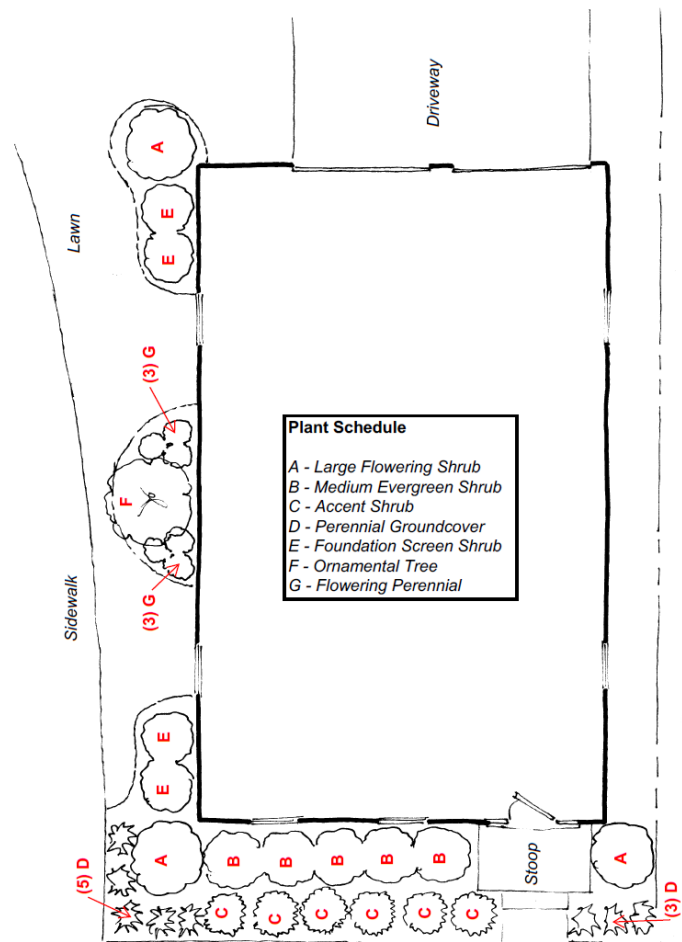 Driveway
A
Lawn
E
E
(3) G
F
(3) G
Plant Schedule
A - Large Flowering Shrub
B - Medium Evergreen Shrub
C - Accent Shrub
D - Perennial Groundcover
E - Foundation Screen Shrub
F - Ornamental Tree
G - Flowering Perennial
Sidewalk
E
E
A
B
B
B
B
B
Stoop
A
(5) D
C
C
C
C
C
C
(3) D